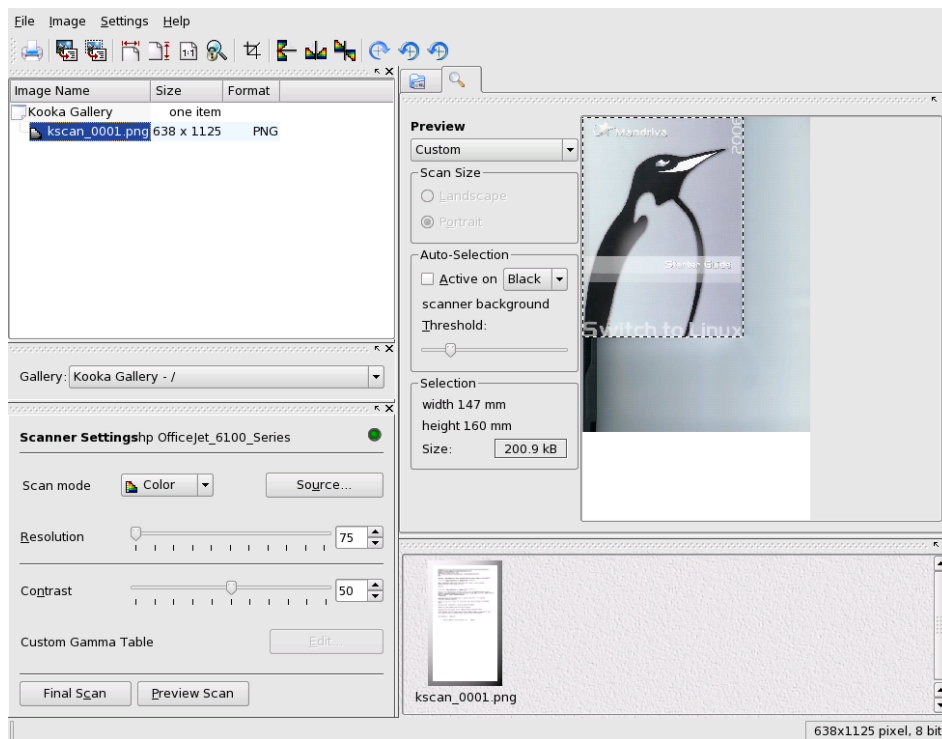 File Image Settings Help
Image Name Size Format
Kooka Gallery one item
kscan_0001.png 638 x 1125 PNG
Gallery: Kooka Gallery - /
Scanner Settingshp OfficeJet_6100_Series
Scan mode Color Source...
Resolution 75
Contrast 50
Custom Gamma Table Edit...
Final Scan Preview Scan
Preview
Custom
Scan Size
Landscape
Portrait
Auto-Selection
Active on Black
scanner background
Threshold:
Selection
width 147 mm
height 160 mm
Size: 200.9 kB
Mandriva
2006
Starter Guide
Switch to Linux
kscan_0001.png
638x1125 pixel, 8 bit